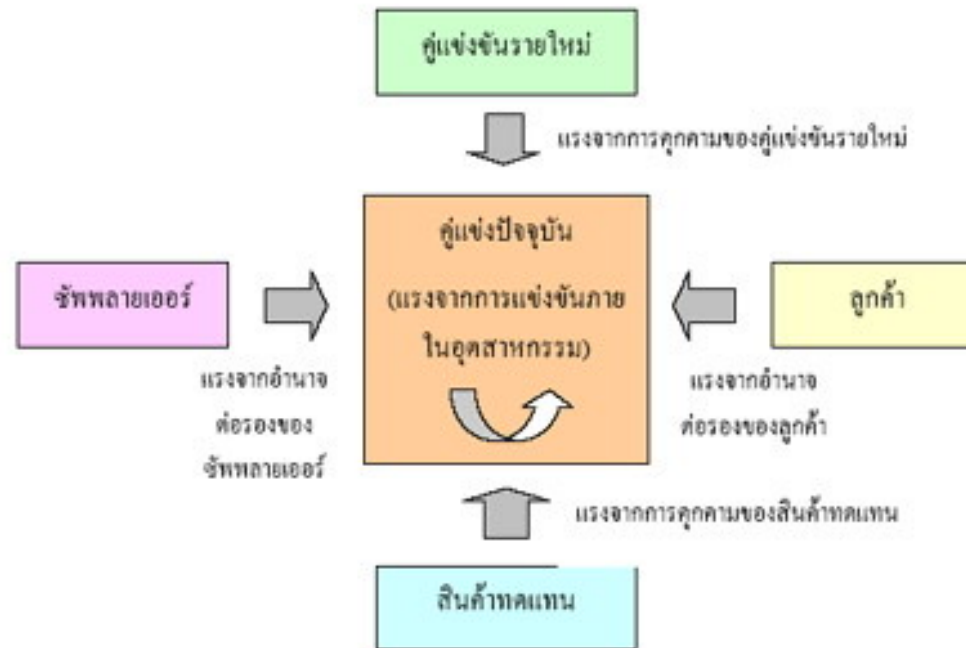 คู่แข่งขันรายใหม่
แรงจากการคุกคามของคู่แข่งขันรายใหม่
คู่แข่งปัจจุบัน
(แรงจากการแข่งขันภาย
ในอุตสาหกรรม)
ซัพพลายเออร์
แรงจากอำนาจ
ต่อรองของ
ซัพพลายเออร์
ลูกค้า
แรงจากอำนาจ
ต่อรองของลูกค้า
แรงจากการคุกคามของสินค้าทดแทน
สินค้าทดแทน